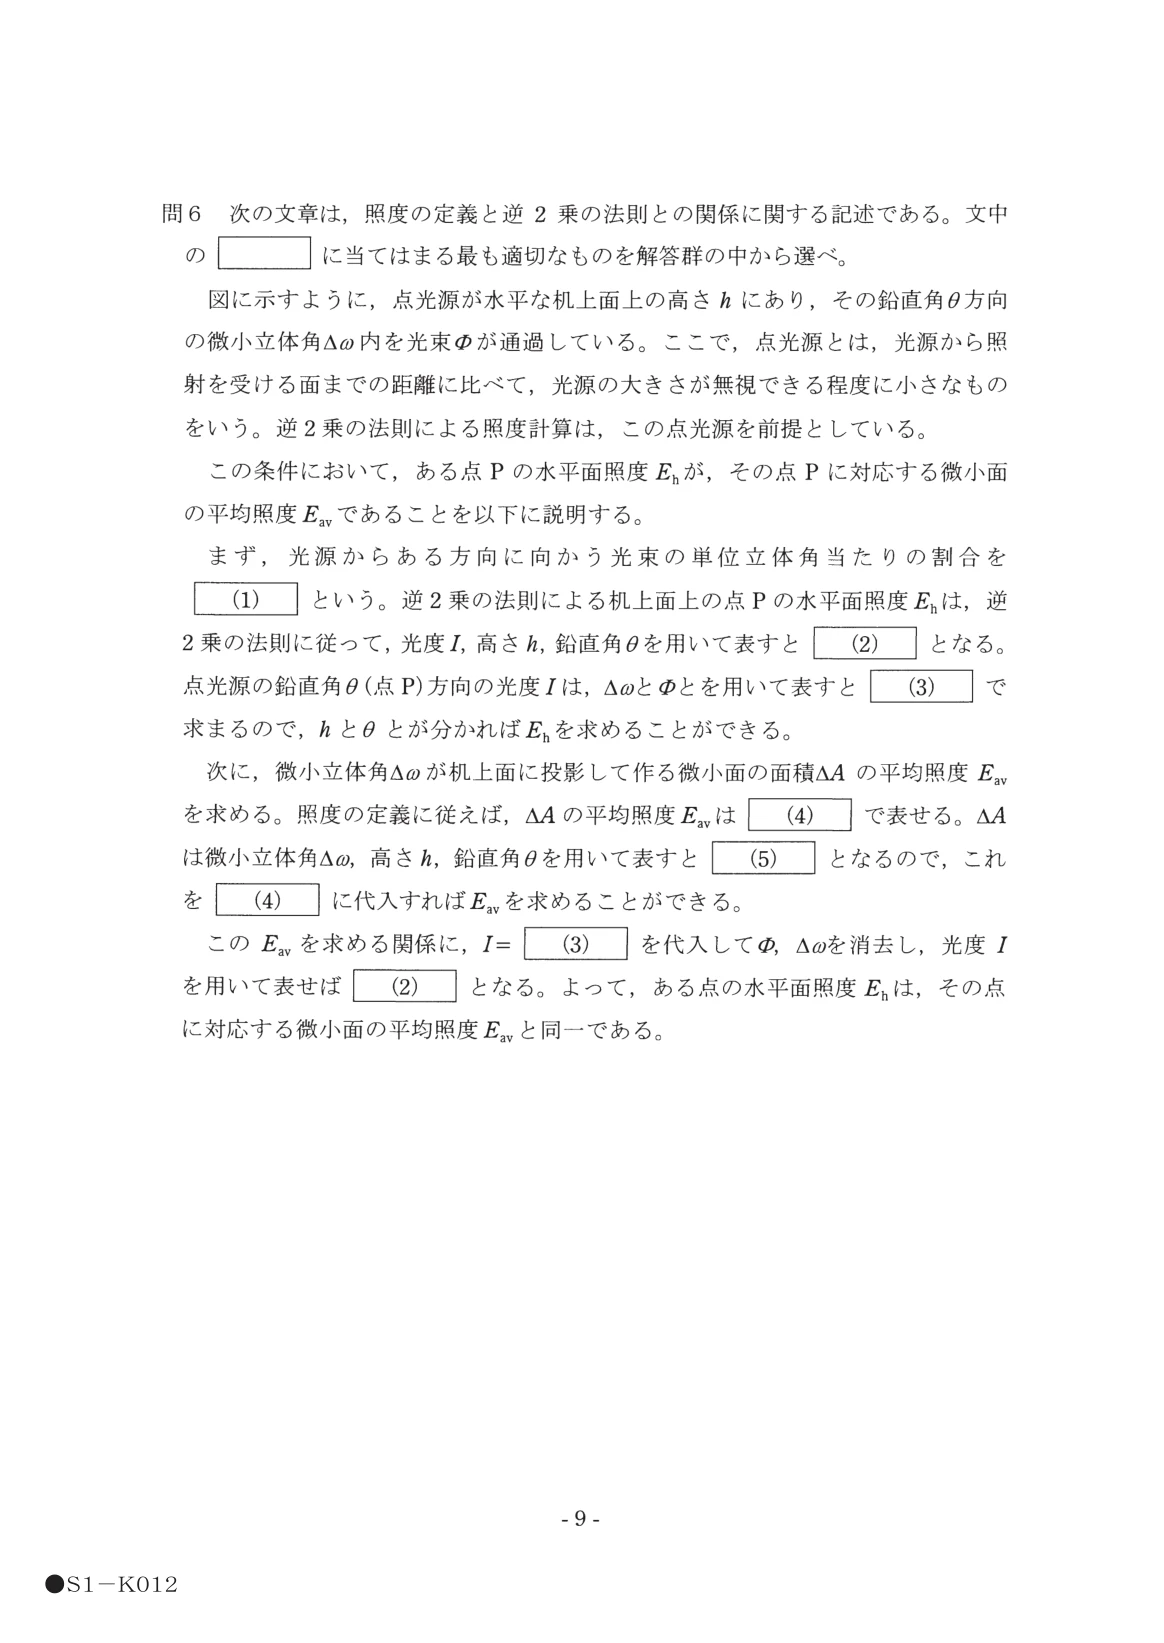 問6　次の文章は，照度の定義と逆 2 乗の法則との関係に関する記述である。文中
の　　　　に当てはまる最も適切なものを解答群の中から選べ。
図に示すように，点光源が水平な机上面上の高さ h にあり，その鉛直角θ方向
の微小立体角Δω内を光束Φが通過している。ここで，点光源とは，光源から照
射を受ける面までの距離に比べて，光源の大きさが無視できる程度に小さなもの
をいう。逆 2 乗の法則による照度計算は，この点光源を前提としている。
この条件において，ある点 P の水平面照度 Ehが，その点 P に対応する微小面
の平均照度 Eavであることを以下に説明する。
まず，光源からある方向に向かう光束の単位立体角当たりの割合を
(1) という。逆 2 乗の法則による机上面上の点 P の水平面照度 Ehは，逆
2 乗の法則に従って, 光度 I, 高さ h, 鉛直角θを用いて表すと (2) となる。
点光源の鉛直角θ(点 P)方向の光度 I は，ΔωとΦとを用いて表すと (3) で
求まるので，h とθ とが分かれば Ehを求めることができる。
次に，微小立体角Δωが机上面に投影して作る微小面の面積ΔA の平均照度 Eav
を求める。照度の定義に従えば，ΔA の平均照度 Eavは (4) で表せる。ΔA
は微小立体角Δω，高さ h，鉛直角θを用いて表すと (5) となるので，これ
を (4) に代入すれば Eavを求めることができる。
この Eav を求める関係に，I= (3) を代入してΦ，Δωを消去し，光度 I
を用いて表せば (2) となる。よって，ある点の水平面照度 Ehは，その点
に対応する微小面の平均照度 Eavと同一である。
- 9 -
●S1－K012